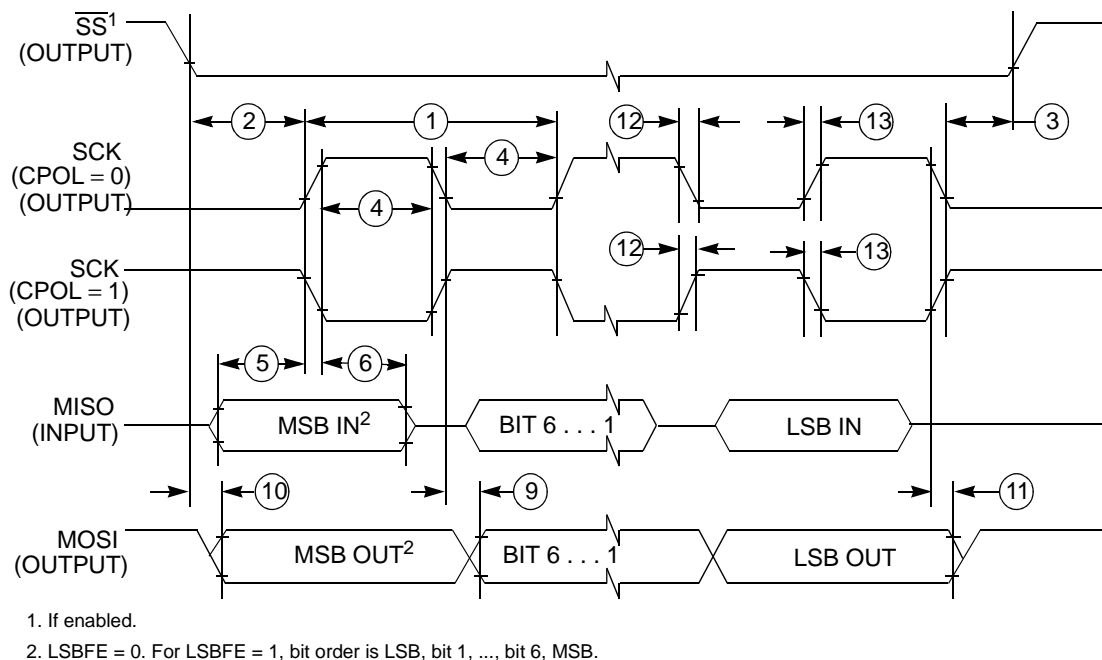 SS1
(OUTPUT)
2
1
12
13
3
SCK
(CPOL = 0)
(OUTPUT)
4
4
SCK
(CPOL = 1)
(OUTPUT)
12
13
5
6
MISO
(INPUT)
MSB IN2
BIT 6 . . . 1
LSB IN
10
9
11
MOSI
(OUTPUT)
MSB OUT2
BIT 6 . . . 1
LSB OUT
1. If enabled.
2. LSBFE = 0. For LSBFE = 1, bit order is LSB, bit 1, ..., bit 6, MSB.